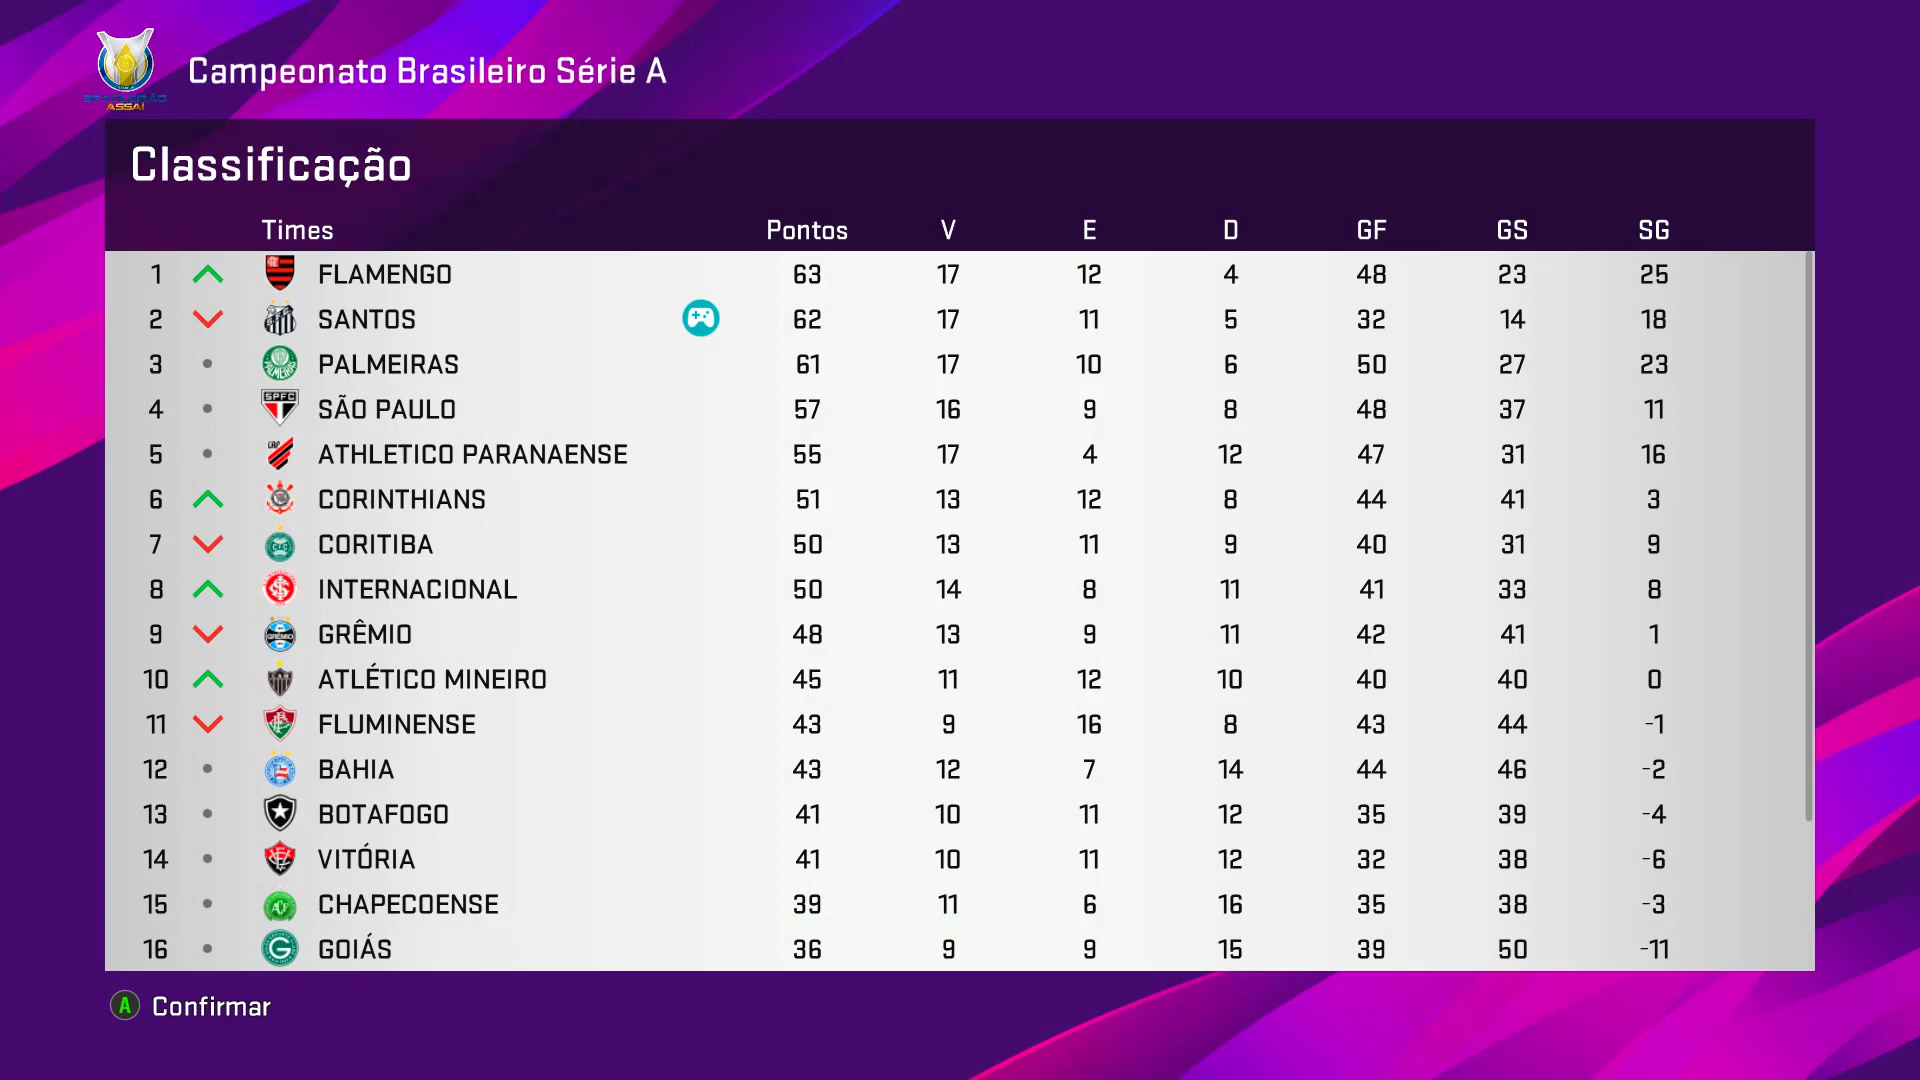 BRASILEIRÃO
ASSAÍ
Campeonato Brasileiro Série A
Classificação
Times Pontos V E D GF GS SG
1 FLAMENGO 63 17 12 4 48 23 25
2 SANTOS 62 17 11 5 32 14 18
3 PALMEIRAS 61 17 10 6 50 27 23
4 SPFC SÃO PAULO 57 16 9 8 48 37 11
5 CAP ATHLETICO PARANAENSE 55 17 4 12 47 31 16
6 CORINTHIANS 51 13 12 8 44 41 3
7 CORITIBA 50 13 11 9 40 31 9
8 INTERNACIONAL 50 14 8 11 41 33 8
9 GRÊMIO 48 13 9 11 42 41 1
10 ATLÉTICO MINEIRO 45 11 12 10 40 40 0
11 FLUMINENSE 43 9 16 8 43 44 -1
12 BAHIA 43 12 7 14 44 46 -2
13 BOTAFOGO 41 10 11 12 35 39 -4
14 VITÓRIA 41 10 11 12 32 38 -6
15 CHAPECOENSE 39 11 6 16 35 38 -3
16 G GOIÁS 36 9 9 15 39 50 -11
A Confirmar